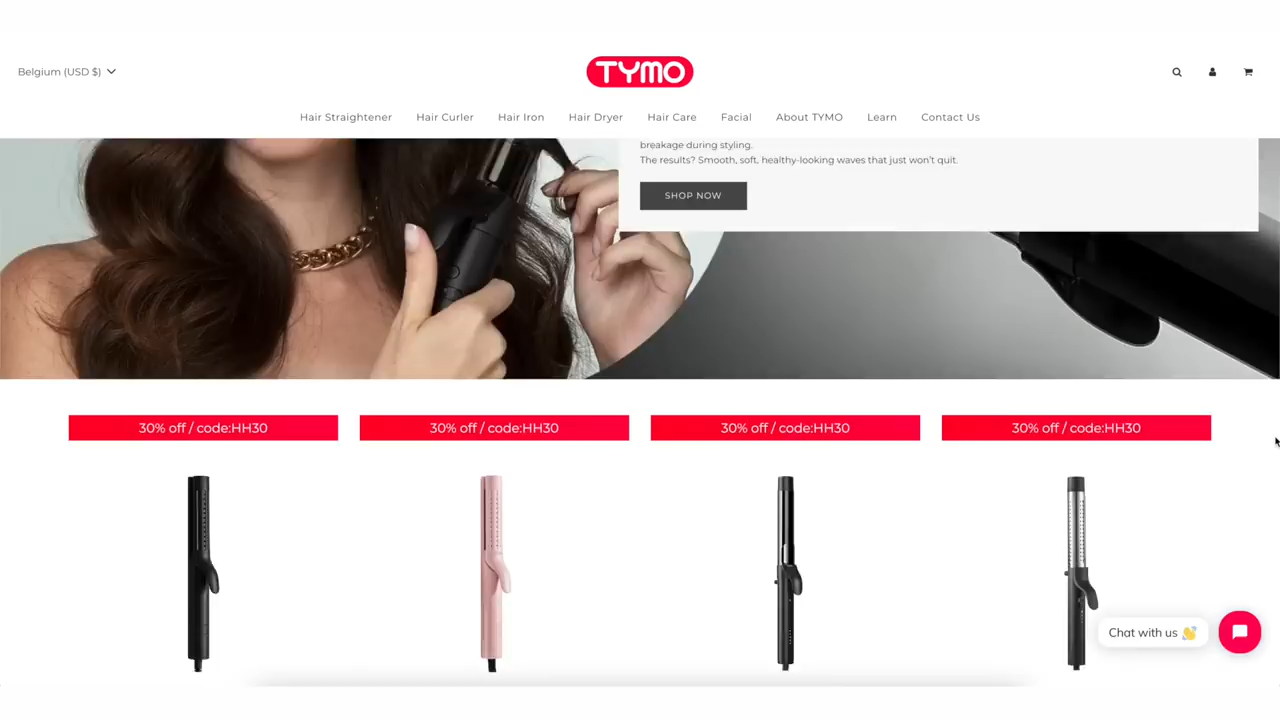 Belgium (USD $)
TYMO
Hair Straightener Hair Curler Hair Iron Hair Dryer Hair Care Facial About TYMO Learn Contact Us
breakage during styling.
The results? Smooth, soft, healthy-looking waves that just won't quit.
SHOP NOW
30% off / code:HH30 30% off / code:HH30 30% off / code:HH30 30% off / code:HH30
Chat with us 👋